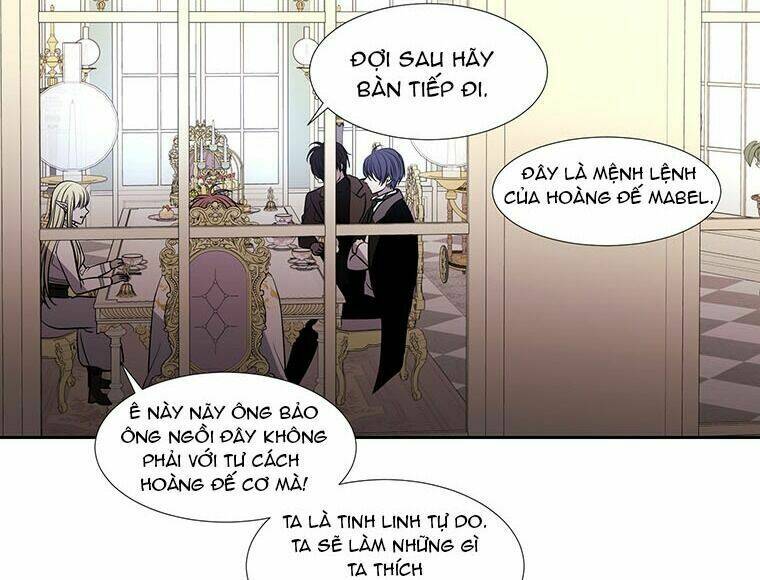 ĐỢI SAU HÃY
BÀN TIẾP ĐI.
ĐÂY LÀ MỆNH LỆNH
CỦA HOÀNG ĐẾ MABEL.
Ê NÀY NÃY ÔNG BẢO
ÔNG NGỒI ĐÂY KHÔNG
PHẢI VỚI TƯ CÁCH
HOÀNG ĐẾ CƠ MÀ!
TA LÀ TINH LINH TỰ DO.
TA SẼ LÀM NHỮNG GÌ
TA THÍCH